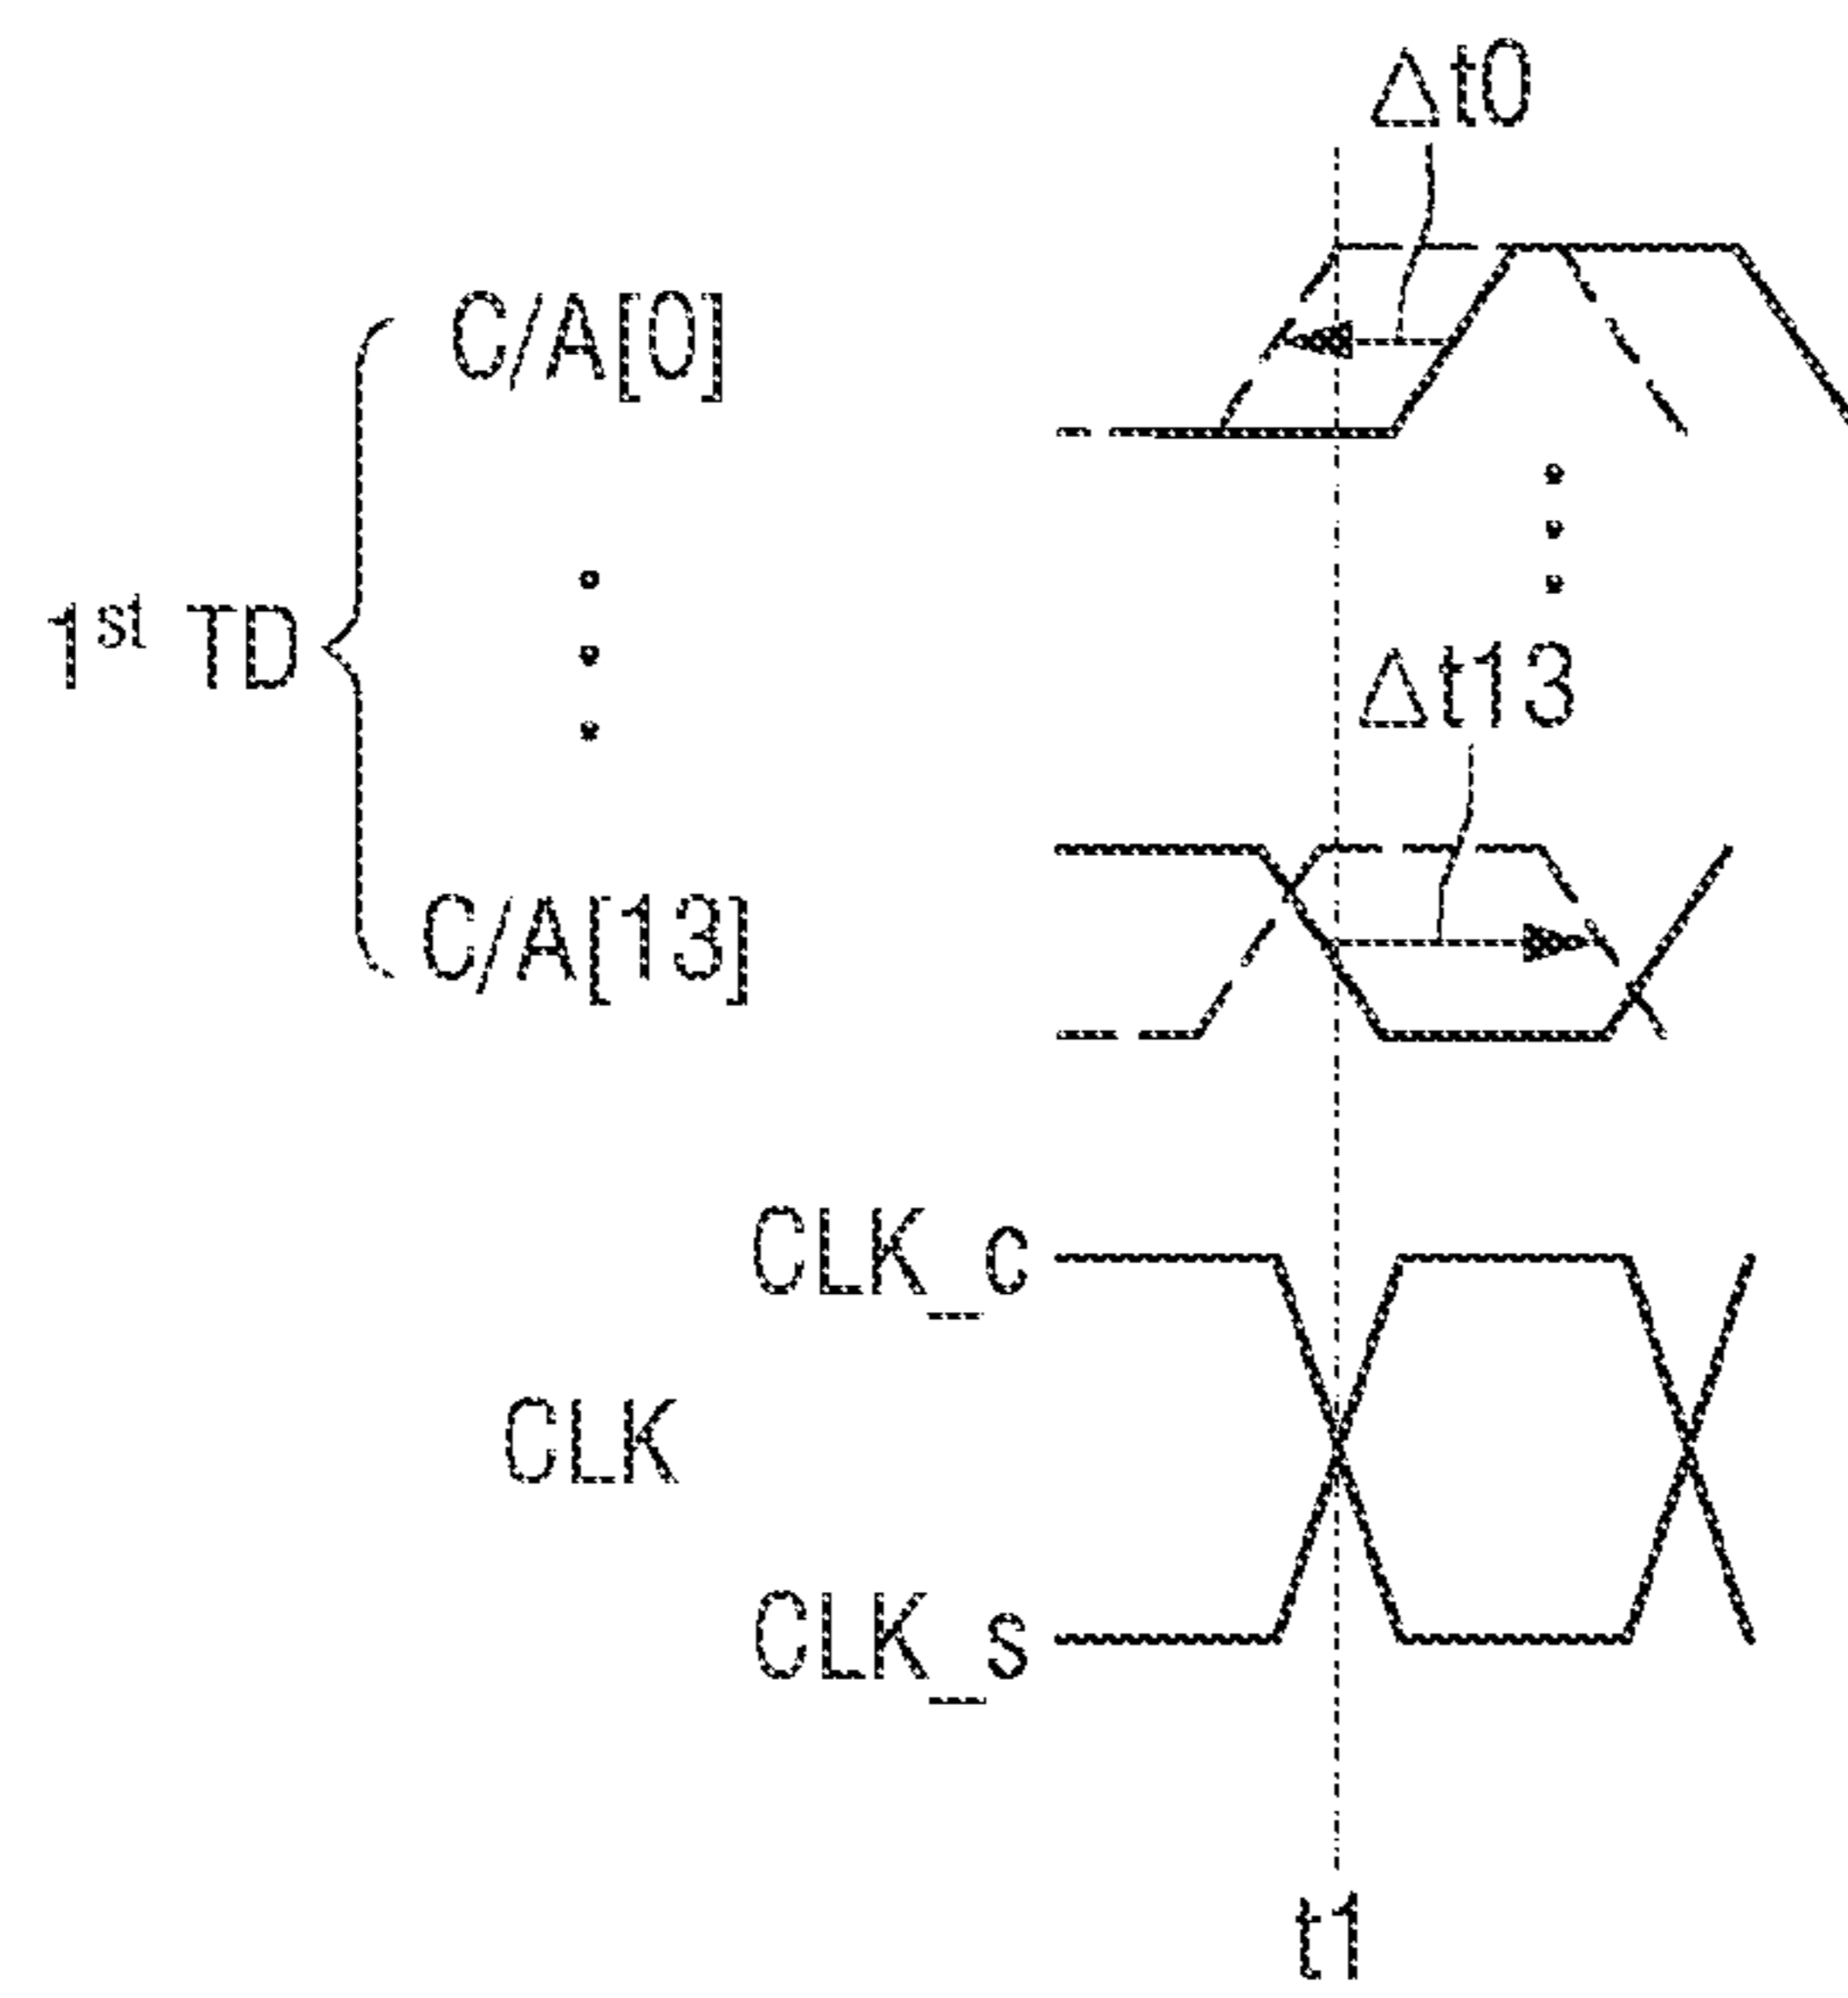 Δt0
C/A[0]
1st TD
Δt13
C/A[13]
CLK_c
CLK
CLK_s
t1